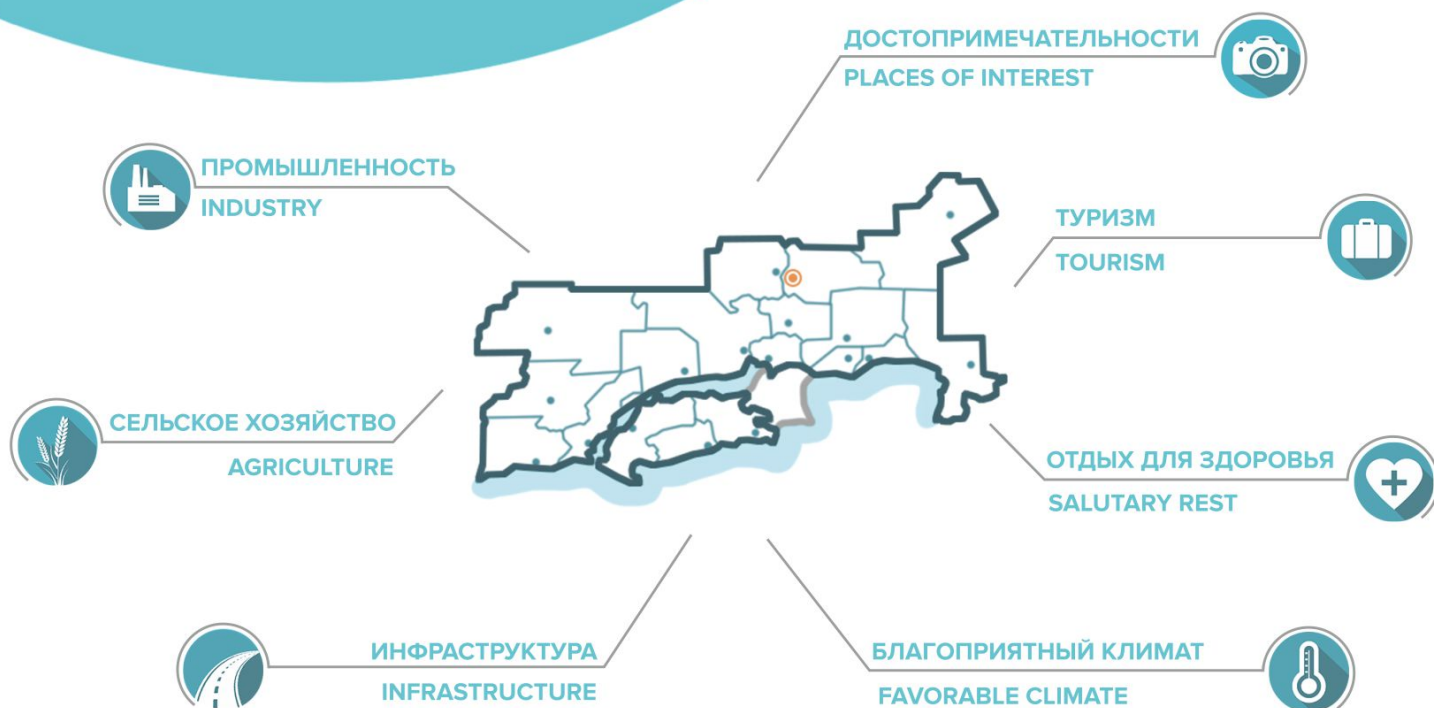 ДОСТОПРИМЕЧАТЕЛЬНОСТИ
PLACES OF INTEREST
ПРОМЫШЛЕННОСТЬ
INDUSTRY
ТУРИЗМ
TOURISM
СЕЛЬСКОЕ ХОЗЯЙСТВО
AGRICULTURE
ОТДЫХ ДЛЯ ЗДОРОВЬЯ
SALUTARY REST
ИНФРАСТРУКТУРА
INFRASTRUCTURE
БЛАГОПРИЯТНЫЙ КЛИМАТ
FAVORABLE CLIMATE